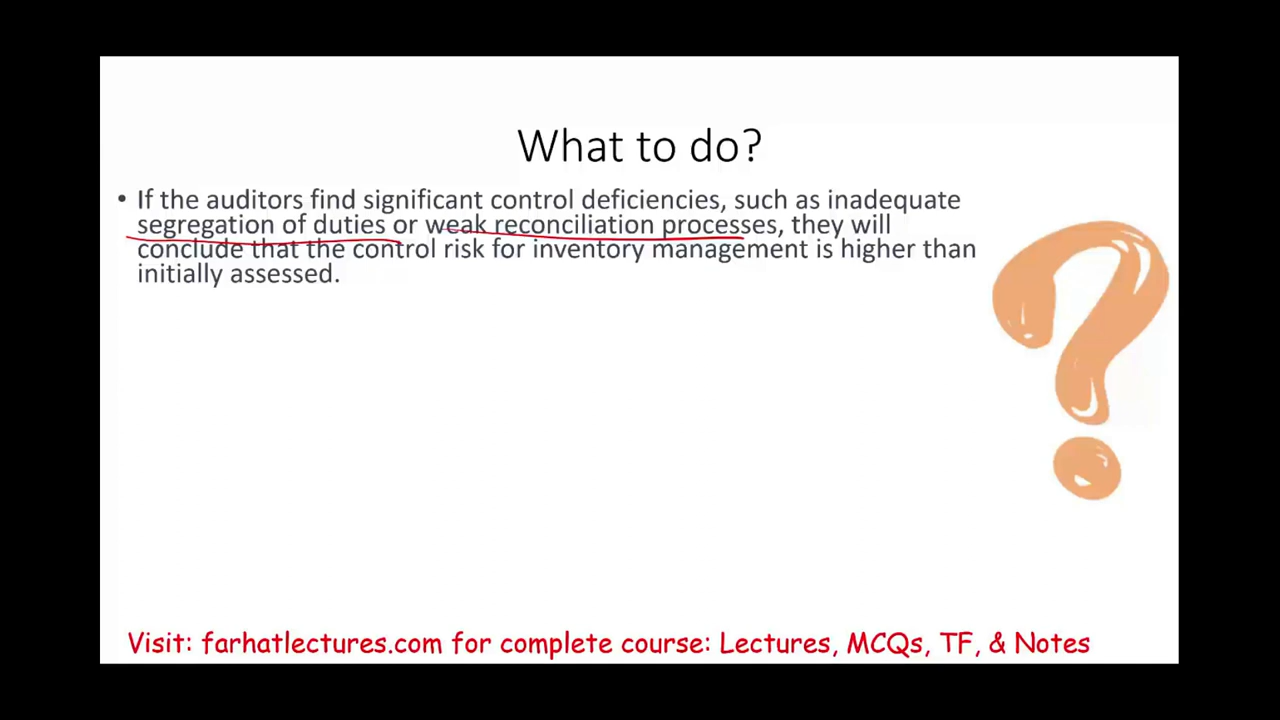 What to do?
• If the auditors find significant control deficiencies, such as inadequate
segregation of duties or weak reconciliation processes, they will
conclude that the control risk for inventory management is higher than
initially assessed.
Visit: farhatlectures.com for complete course: Lectures, MCQs, TF, & Notes